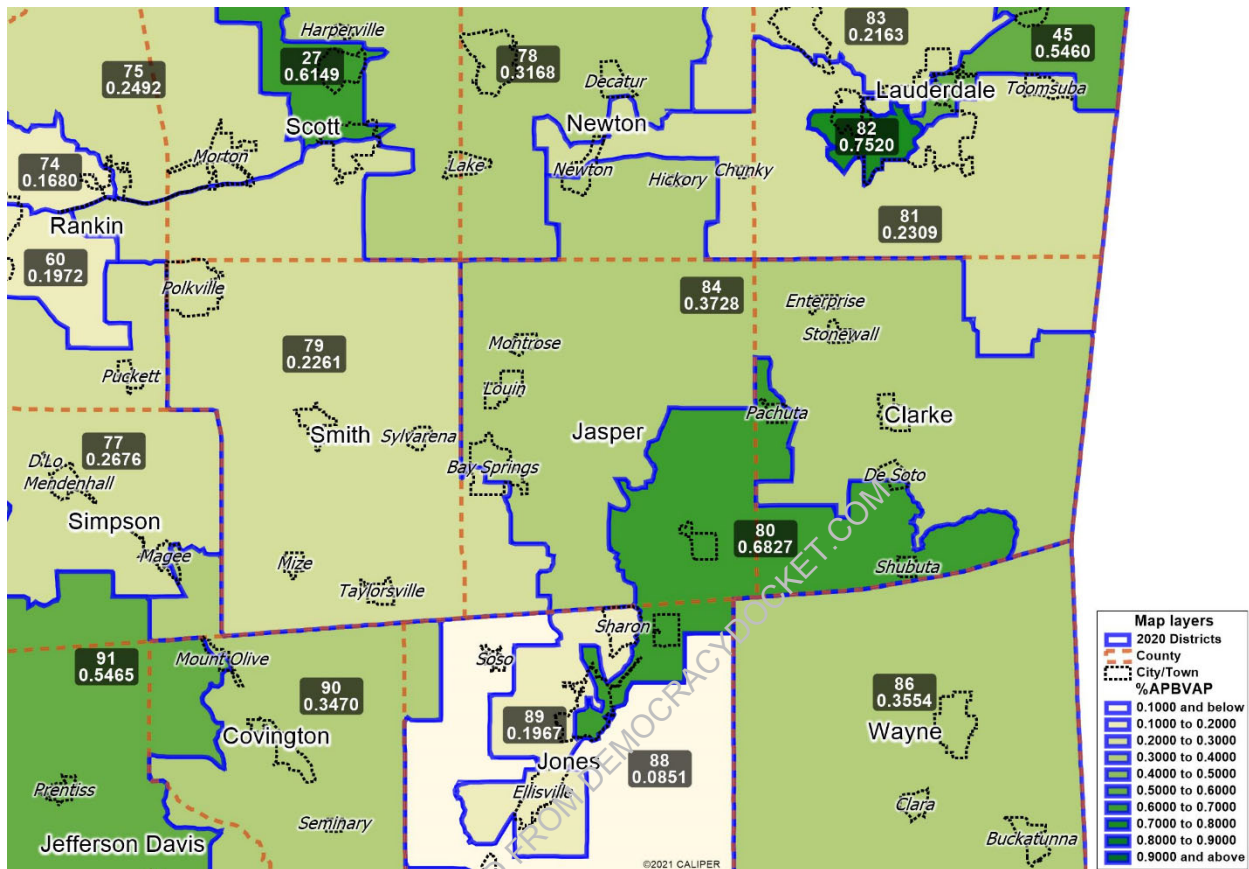 Harperville
83
0.2163
45
0.5460
27
0.6149
78
0.3168
75
0.2492
Decatur
Lauderdale
Toomsuba
Scott
Newton
82
0.7520
74
0.1680
Morton
Lake
Newton
Hickory
Chunky
Rankin
81
0.2309
60
0.1972
Polkville
84
0.3728
Enterprise
Stonewall
79
0.2261
Montrose
Puckett
Louin
Pachuta
Clarke
Smith
Sylvarena
Jasper
77
0.2676
D'Lo
Mendenhall
Bay Springs
De Soto
Simpson
80
0.6827
Magee
Mize
Shubuta
Taylorsville
Sharon
91
0.5465
Mount Olive
Soso
90
0.3470
86
0.3554
89
0.1967
Covington
Wayne
Jones
88
0.0851
Prentiss
Ellisville
Clara
Seminary
Jefferson Davis
Buckatunna
FROM DEMOCRACYDOCKET.COM
©2021 CALIPER
Map layers
2020 Districts
County
City/Town
%APBVAP
0.1000 and below
0.1000 to 0.2000
0.2000 to 0.3000
0.3000 to 0.4000
0.4000 to 0.5000
0.5000 to 0.6000
0.6000 to 0.7000
0.7000 to 0.8000
0.8000 to 0.9000
0.9000 and above